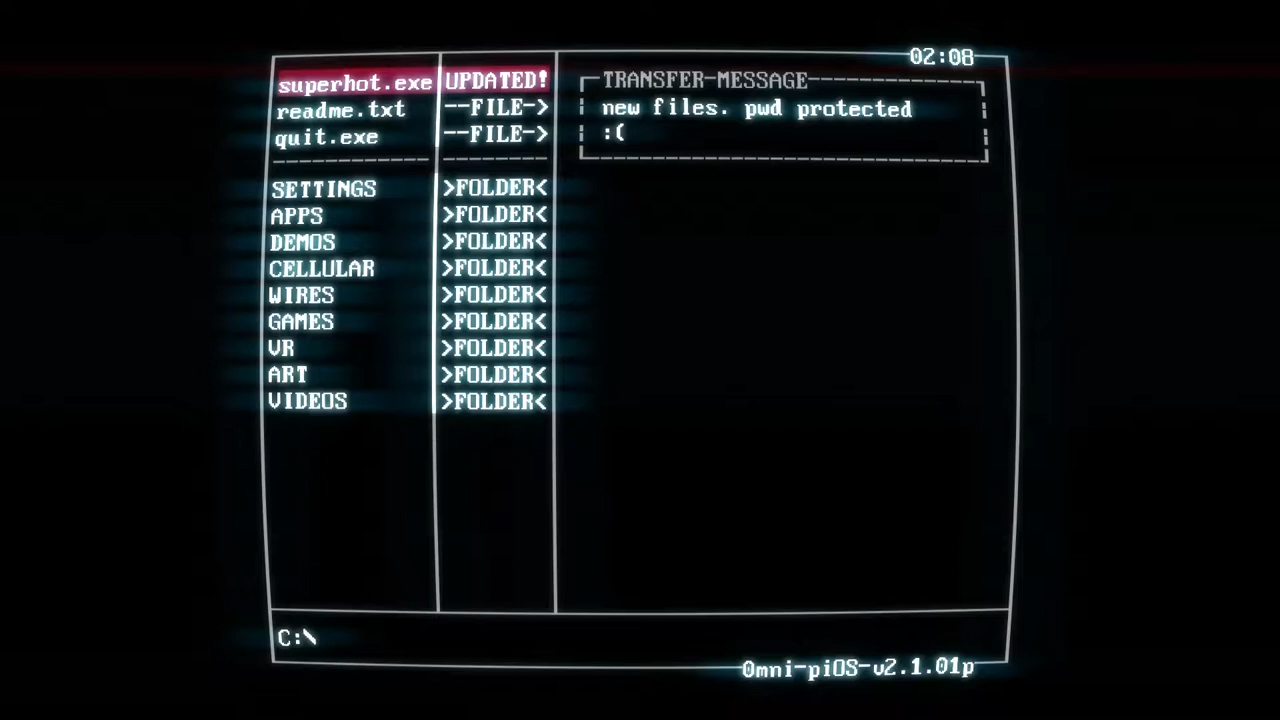 02:08
superhot.exe UPDATED!
readme.txt --FILE->
quit.exe --FILE->
SETTINGS >FOLDER<
APPS >FOLDER<
DEMOS >FOLDER<
CELLULAR >FOLDER<
WIRES >FOLDER<
GAMES >FOLDER<
VR >FOLDER<
ART >FOLDER<
VIDEOS >FOLDER<
TRANSFER-MESSAGE
new files. pwd protected
:(
C:\
0mni-piOS-v2.1.01p